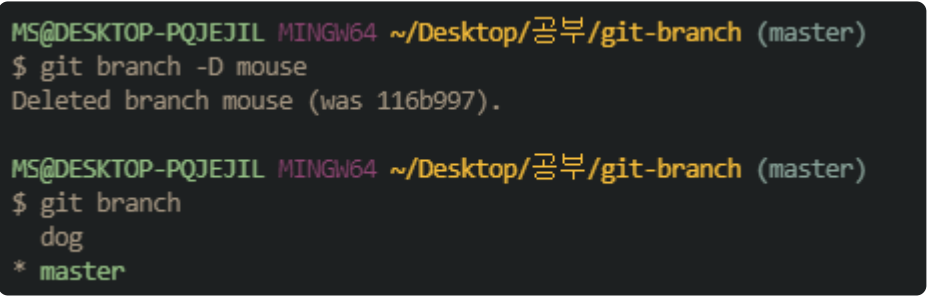 MS@DESKTOP-PQJEJIL MINGW64 ~/Desktop/공부/git-branch (master)
$ git branch -D mouse
Deleted branch mouse (was 116b997).
MS@DESKTOP-PQJEJIL MINGW64 ~/Desktop/공부/git-branch (master)
$ git branch
  dog
* master